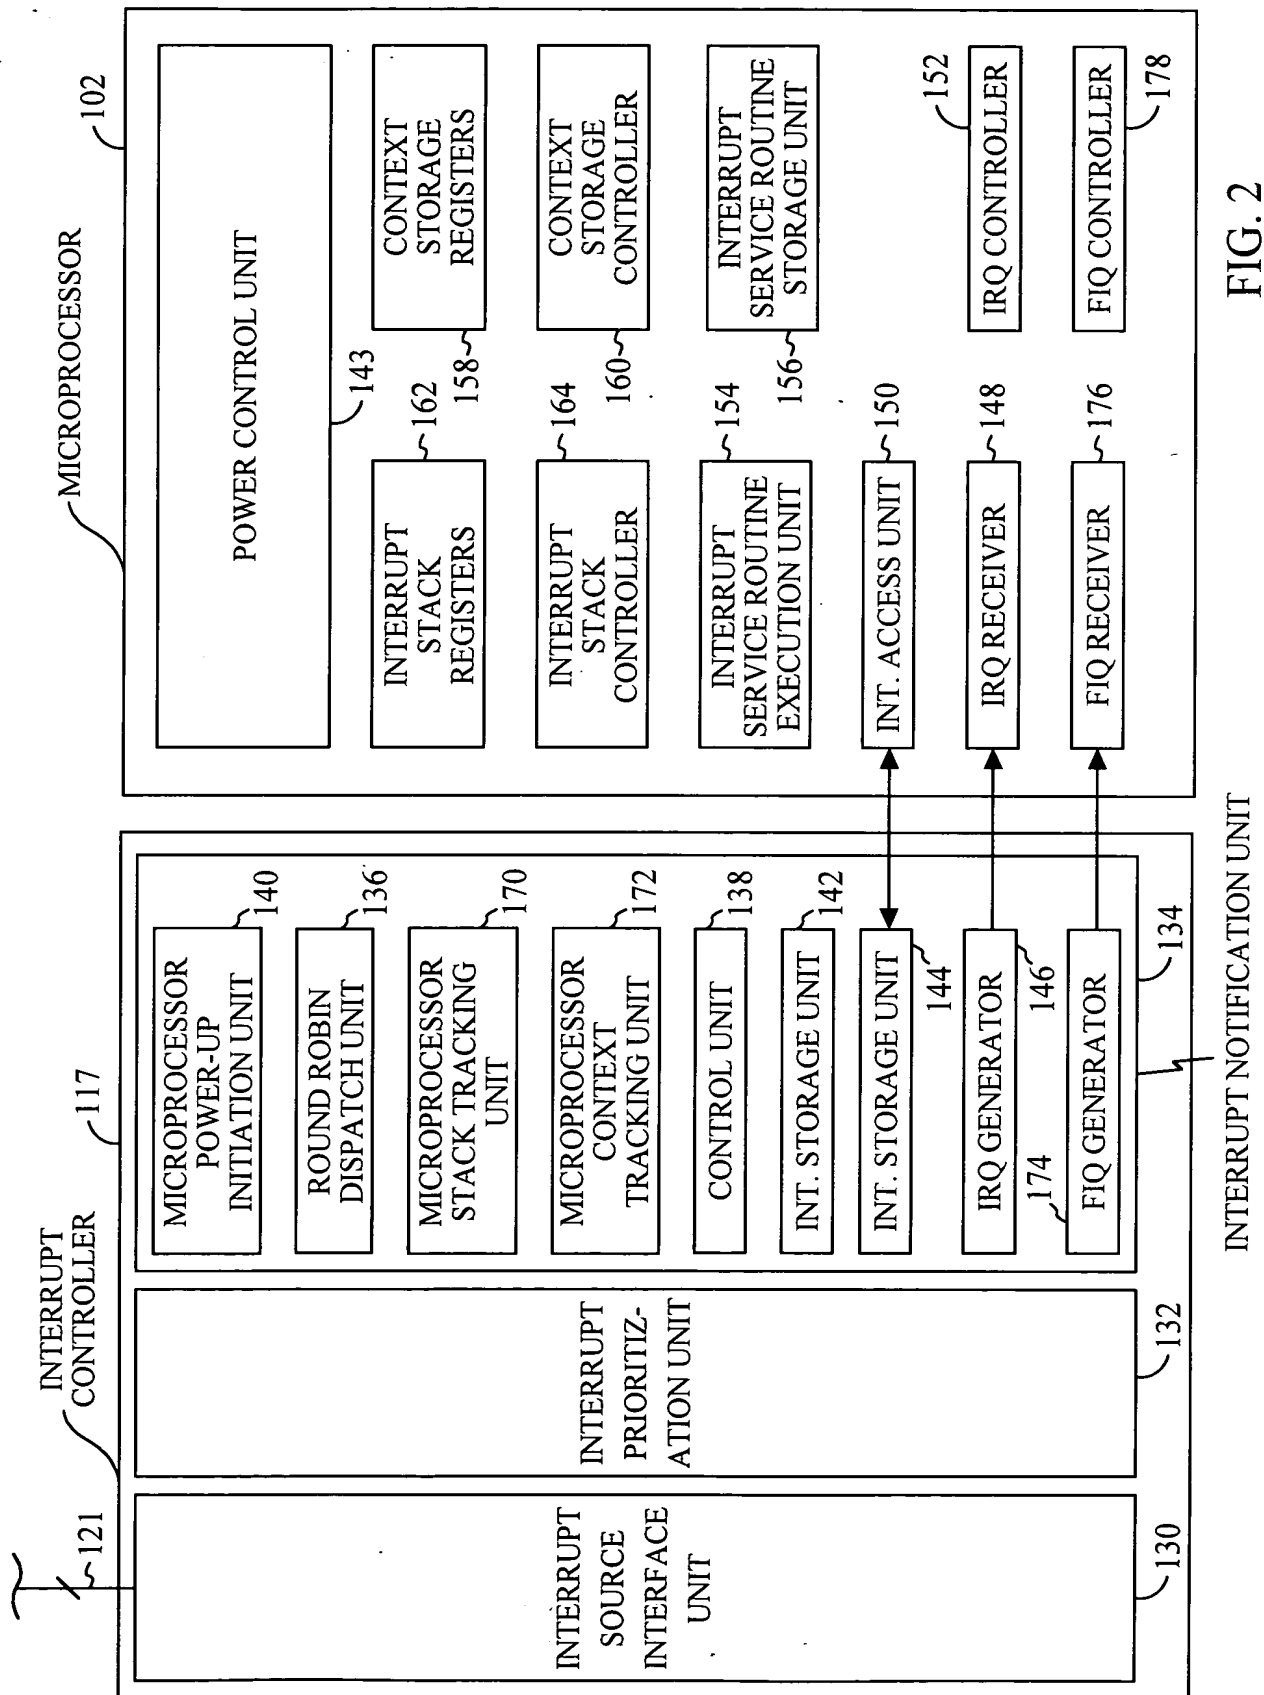 INTERRUPT
CONTROLLER
117
121
INTERRUPT
SOURCE
INTERFACE
UNIT
130
INTERRUPT
PRIORITIZ-
ATION UNIT
132
MICROPROCESSOR
POWER-UP
INITIATION UNIT
140
ROUND ROBIN
DISPATCH UNIT
136
MICROPROCESSOR
STACK TRACKING
UNIT
170
MICROPROCESSOR
CONTEXT
TRACKING UNIT
172
CONTROL UNIT
138
INT. STORAGE UNIT
142
INT. STORAGE UNIT
144
IRQ GENERATOR
146
174
FIQ GENERATOR
134
INTERRUPT NOTIFICATION UNIT
MICROPROCESSOR
102
POWER CONTROL UNIT
143
INTERRUPT
STACK
REGISTERS
162
CONTEXT
STORAGE
REGISTERS
158
INTERRUPT
STACK
CONTROLLER
164
CONTEXT
STORAGE
CONTROLLER
160
INTERRUPT
SERVICE ROUTINE
EXECUTION UNIT
154
INTERRUPT
SERVICE ROUTINE
STORAGE UNIT
156
INT. ACCESS UNIT
150
IRQ RECEIVER
148
IRQ CONTROLLER
152
FIQ RECEIVER
176
FIQ CONTROLLER
178
FIG. 2